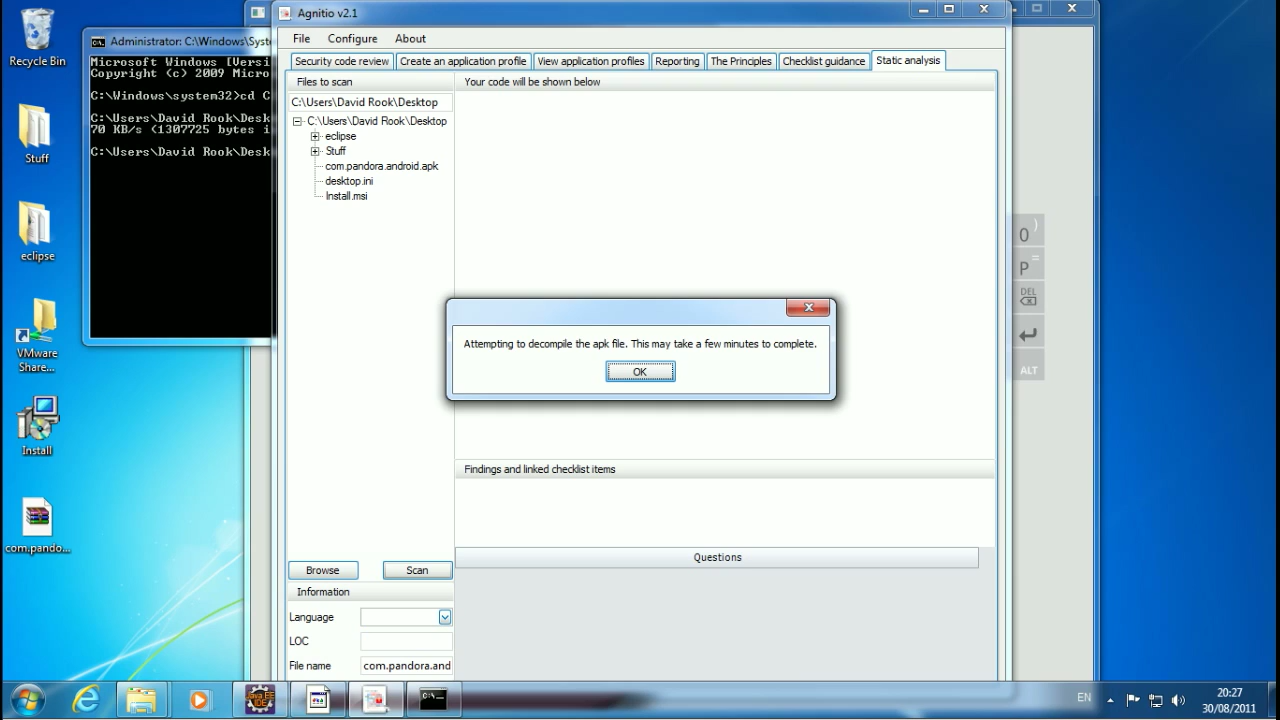 Recycle Bin
Stuff
eclipse
VMware
Share...
Install
com.pando...
Administrator: C:\Windows\Syst
Microsoft Windows [Versi
Copyright (c) 2009 Micro
C:\Windows\system32>cd C
C:\Users\David Rook\Desk
70 KB/s (1307725 bytes i
C:\Users\David Rook\Desk
Agnitio v2.1
File Configure About
Security code review Create an application profile View application profiles Reporting The Principles Checklist guidance Static analysis
Files to scan
Your code will be shown below
C:\Users\David Rook\Desktop
C:\Users\David Rook\Desktop
eclipse
Stuff
com.pandora.android.apk
desktop.ini
Install.msi
Attempting to decompile the apk file. This may take a few minutes to complete.
OK
Findings and linked checklist items
Questions
Browse Scan
Information
Language
LOC
File name com.pandora.and
0 )
P =
DEL
ALT
Java EE
IDE
EN
20:27
30/08/2011